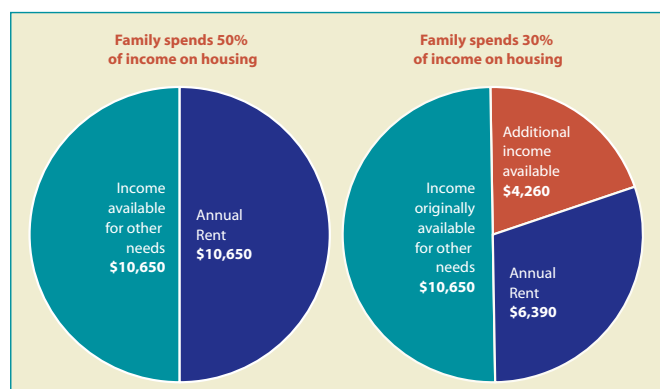 Family spends 50%
of income on housing
Income
available
for other
needs
$10,650
Annual
Rent
$10,650
Family spends 30%
of income on housing
Additional
income
available
$4,260
Income
originally
available
for other
needs
$10,650
Annual
Rent
$6,390